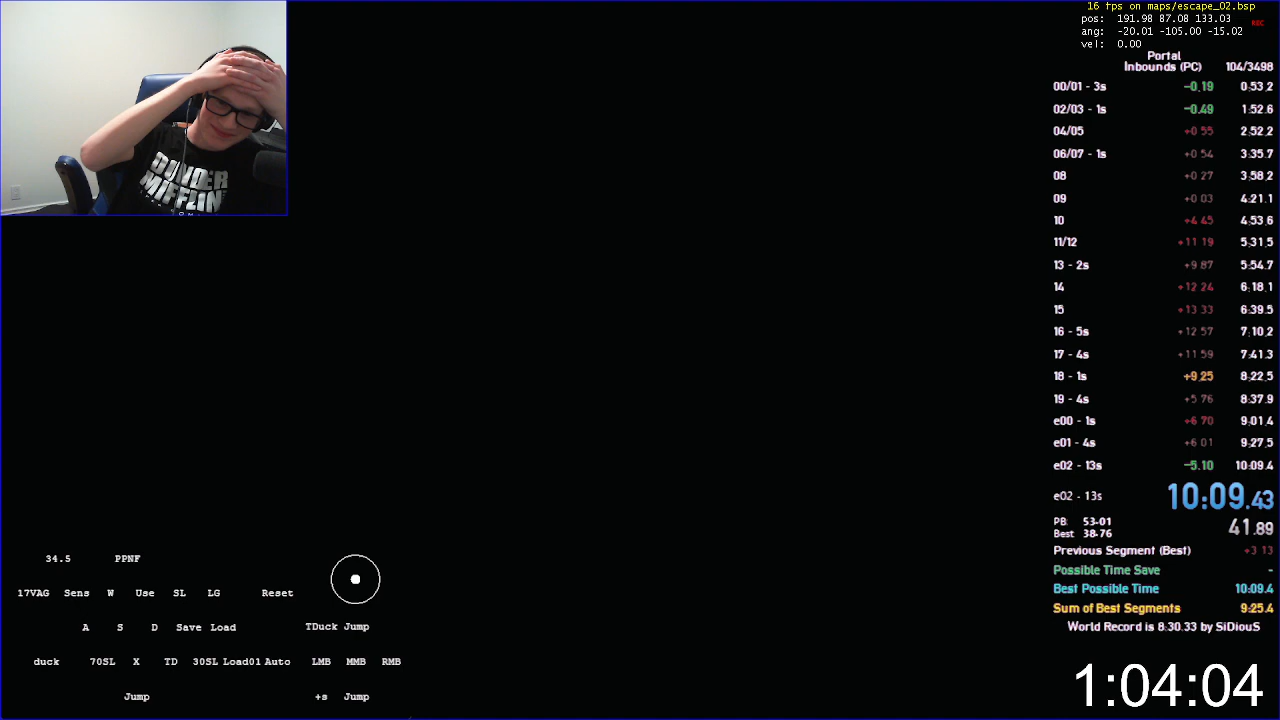 16 fps on maps/escape_02.bsp
pos: 191.98 87.08 133.03
REC
ang: -20.01 -105.00 -15.02
vel: 0.00
Portal
Inbounds (PC) 104/3498
00/01 - 3s -0.19 0:53.2
02/03 - 1s -0.49 1:52.6
04/05 +0.55 2:52.2
06/07 - 1s +0.54 3:35.7
08 +0.27 3:58.2
09 +0.03 4:21.1
10 +4.45 4:53.6
11/12 +11.19 5:31.5
13 - 2s +9.87 5:54.7
14 +12.24 6:18.1
15 +13.33 6:39.5
16 - 5s +12.57 7:10.2
17 - 4s +11.59 7:41.3
18 - 1s +9.25 8:22.5
19 - 4s +5.76 8:37.9
e00 - 1s +6.70 9:01.4
e01 - 4s +6.01 9:27.5
e02 - 13s -5.10 10:09.4
e02 - 13s 10:09.43
PB: 53-01
Best 38-76 41.89
Previous Segment (Best) +3.13
Possible Time Save -
Best Possible Time 10:09.4
Sum of Best Segments 9:25.4
World Record is 8:30.33 by SiDiouS
1:04:04
DUNDER
MIFFLIN
34.5 PPNF
17VAG Sens W Use SL LG Reset
A S D Save Load TDuck Jump
duck 70SL X TD 30SL Load01 Auto LMB MMB RMB
Jump +s Jump